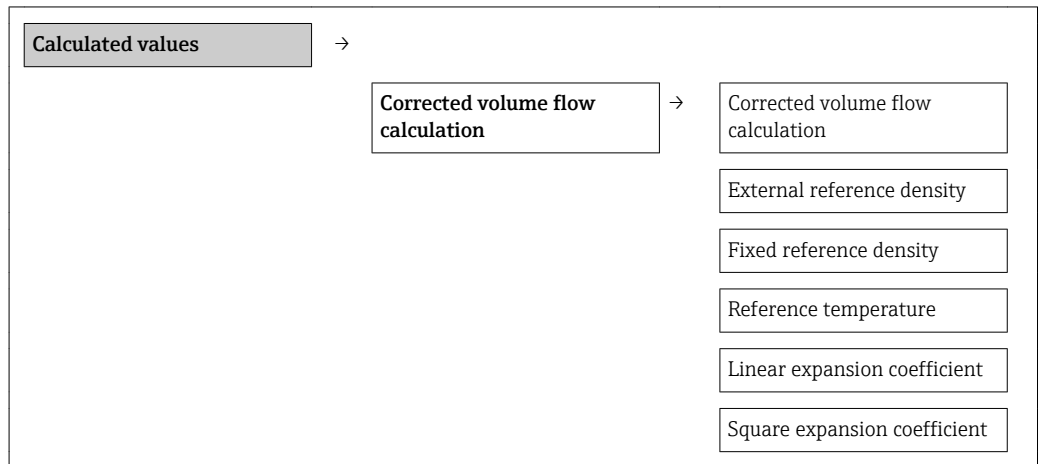 Calculated values →
Corrected volume flow
calculation
→
Corrected volume flow
calculation
External reference density
Fixed reference density
Reference temperature
Linear expansion coefficient
Square expansion coefficient